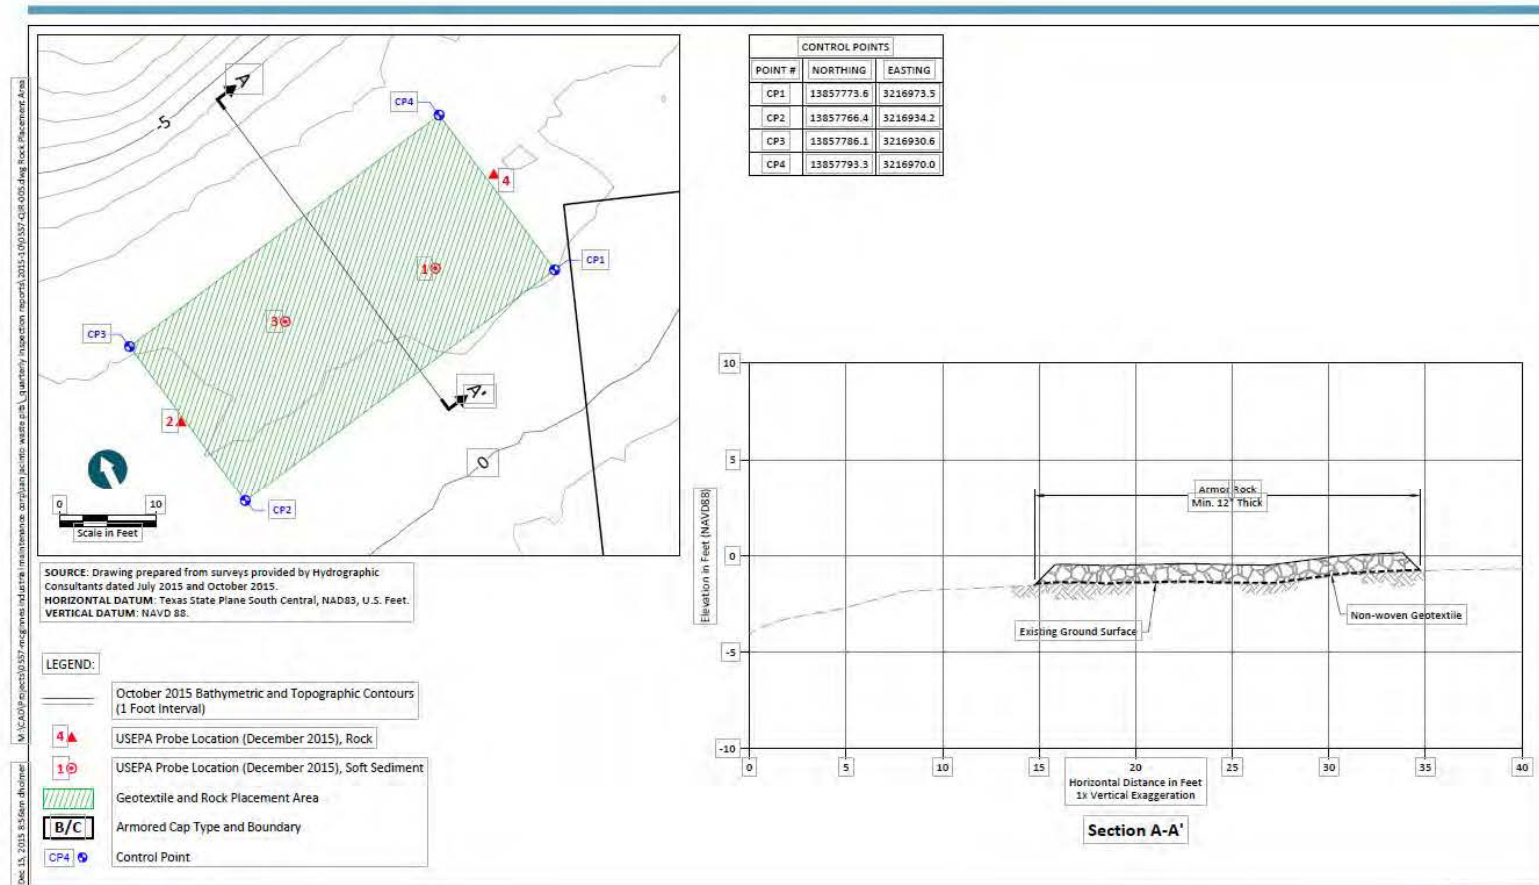 A
-5
CP4
4
1
CP1
3
CP3
A'
2
0
CP2
0 10
Scale in Feet
SOURCE: Drawing prepared from surveys provided by Hydrographic
Consultants dated July 2015 and October 2015.
HORIZONTAL DATUM: Texas State Plane South Central, NAD83, U.S. Feet.
VERTICAL DATUM: NAVD 88.
LEGEND:
October 2015 Bathymetric and Topographic Contours
(1 Foot Interval)
4 USEPA Probe Location (December 2015), Rock
1 USEPA Probe Location (December 2015), Soft Sediment
Geotextile and Rock Placement Area
B/C Armored Cap Type and Boundary
CP4 Control Point
CONTROL POINTS
POINT # NORTHING EASTING
CP1 13857773.6 3216973.5
CP2 13857766.4 3216934.2
CP3 13857786.1 3216930.6
CP4 13857793.3 3216970.0
10
5
0
-5
-10
Elevation in Feet (NAVD88)
Armor Rock
Min. 12" Thick
Existing Ground Surface
Non-woven Geotextile
0 5 10 15 20 25 30 35 40
Horizontal Distance in Feet
1x Vertical Exaggeration
Section A-A'